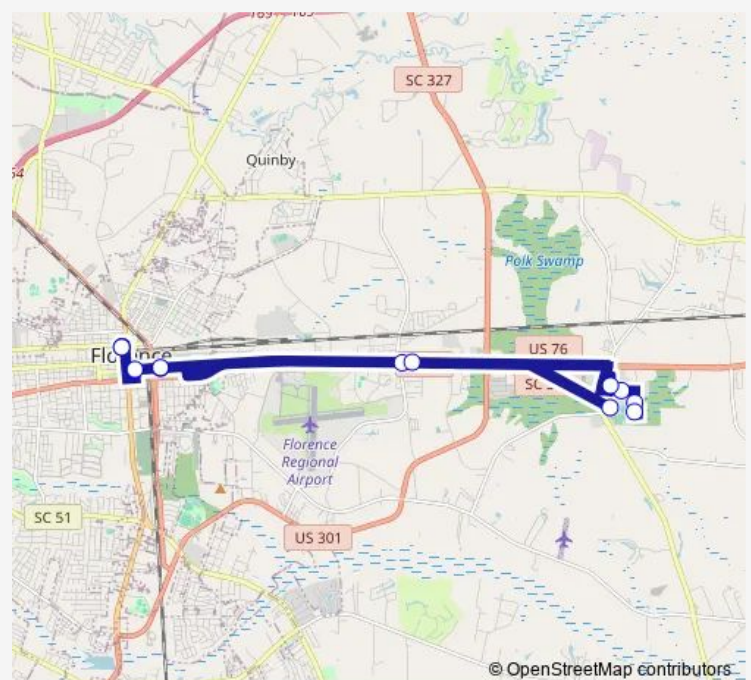 SC 327
Quinby
Polk Swamp
Florence
US 76
Florence
Regional
Airport
SC 51
US 301
© OpenStreetMap contributors